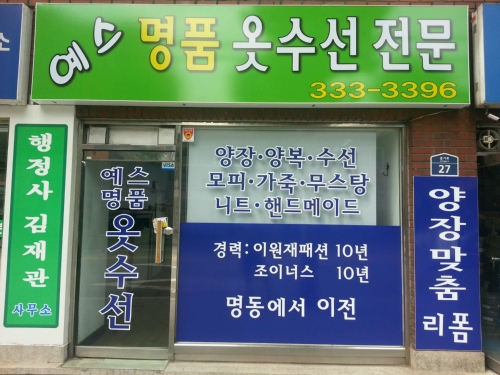 예스 명품 옷수선 전문
333-3396
소
행정사 김재관
사무소
예스
명품
옷수선
VISA
양장·양복·수선
모피·가죽·무스탕
니트·핸드메이드
경력: 이원재패션 10년
조이너스 10년
명동에서 이전
27
양장맞춤
리폼